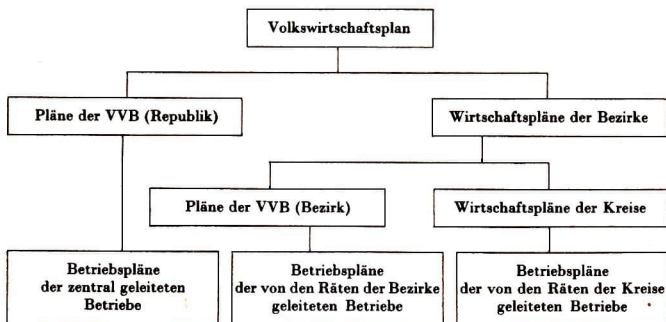 Volkswirtschaftsplan
Pläne der VVB (Republik)
Wirtschaftspläne der Bezirke
Pläne der VVB (Bezirk)
Wirtschaftspläne der Kreise
Betriebspläne
der zentral geleiteten
Betriebe
Betriebspläne
der von den Räten der Bezirke
geleiteten Betriebe
Betriebspläne
der von den Räten der Kreise
geleiteten Betriebe